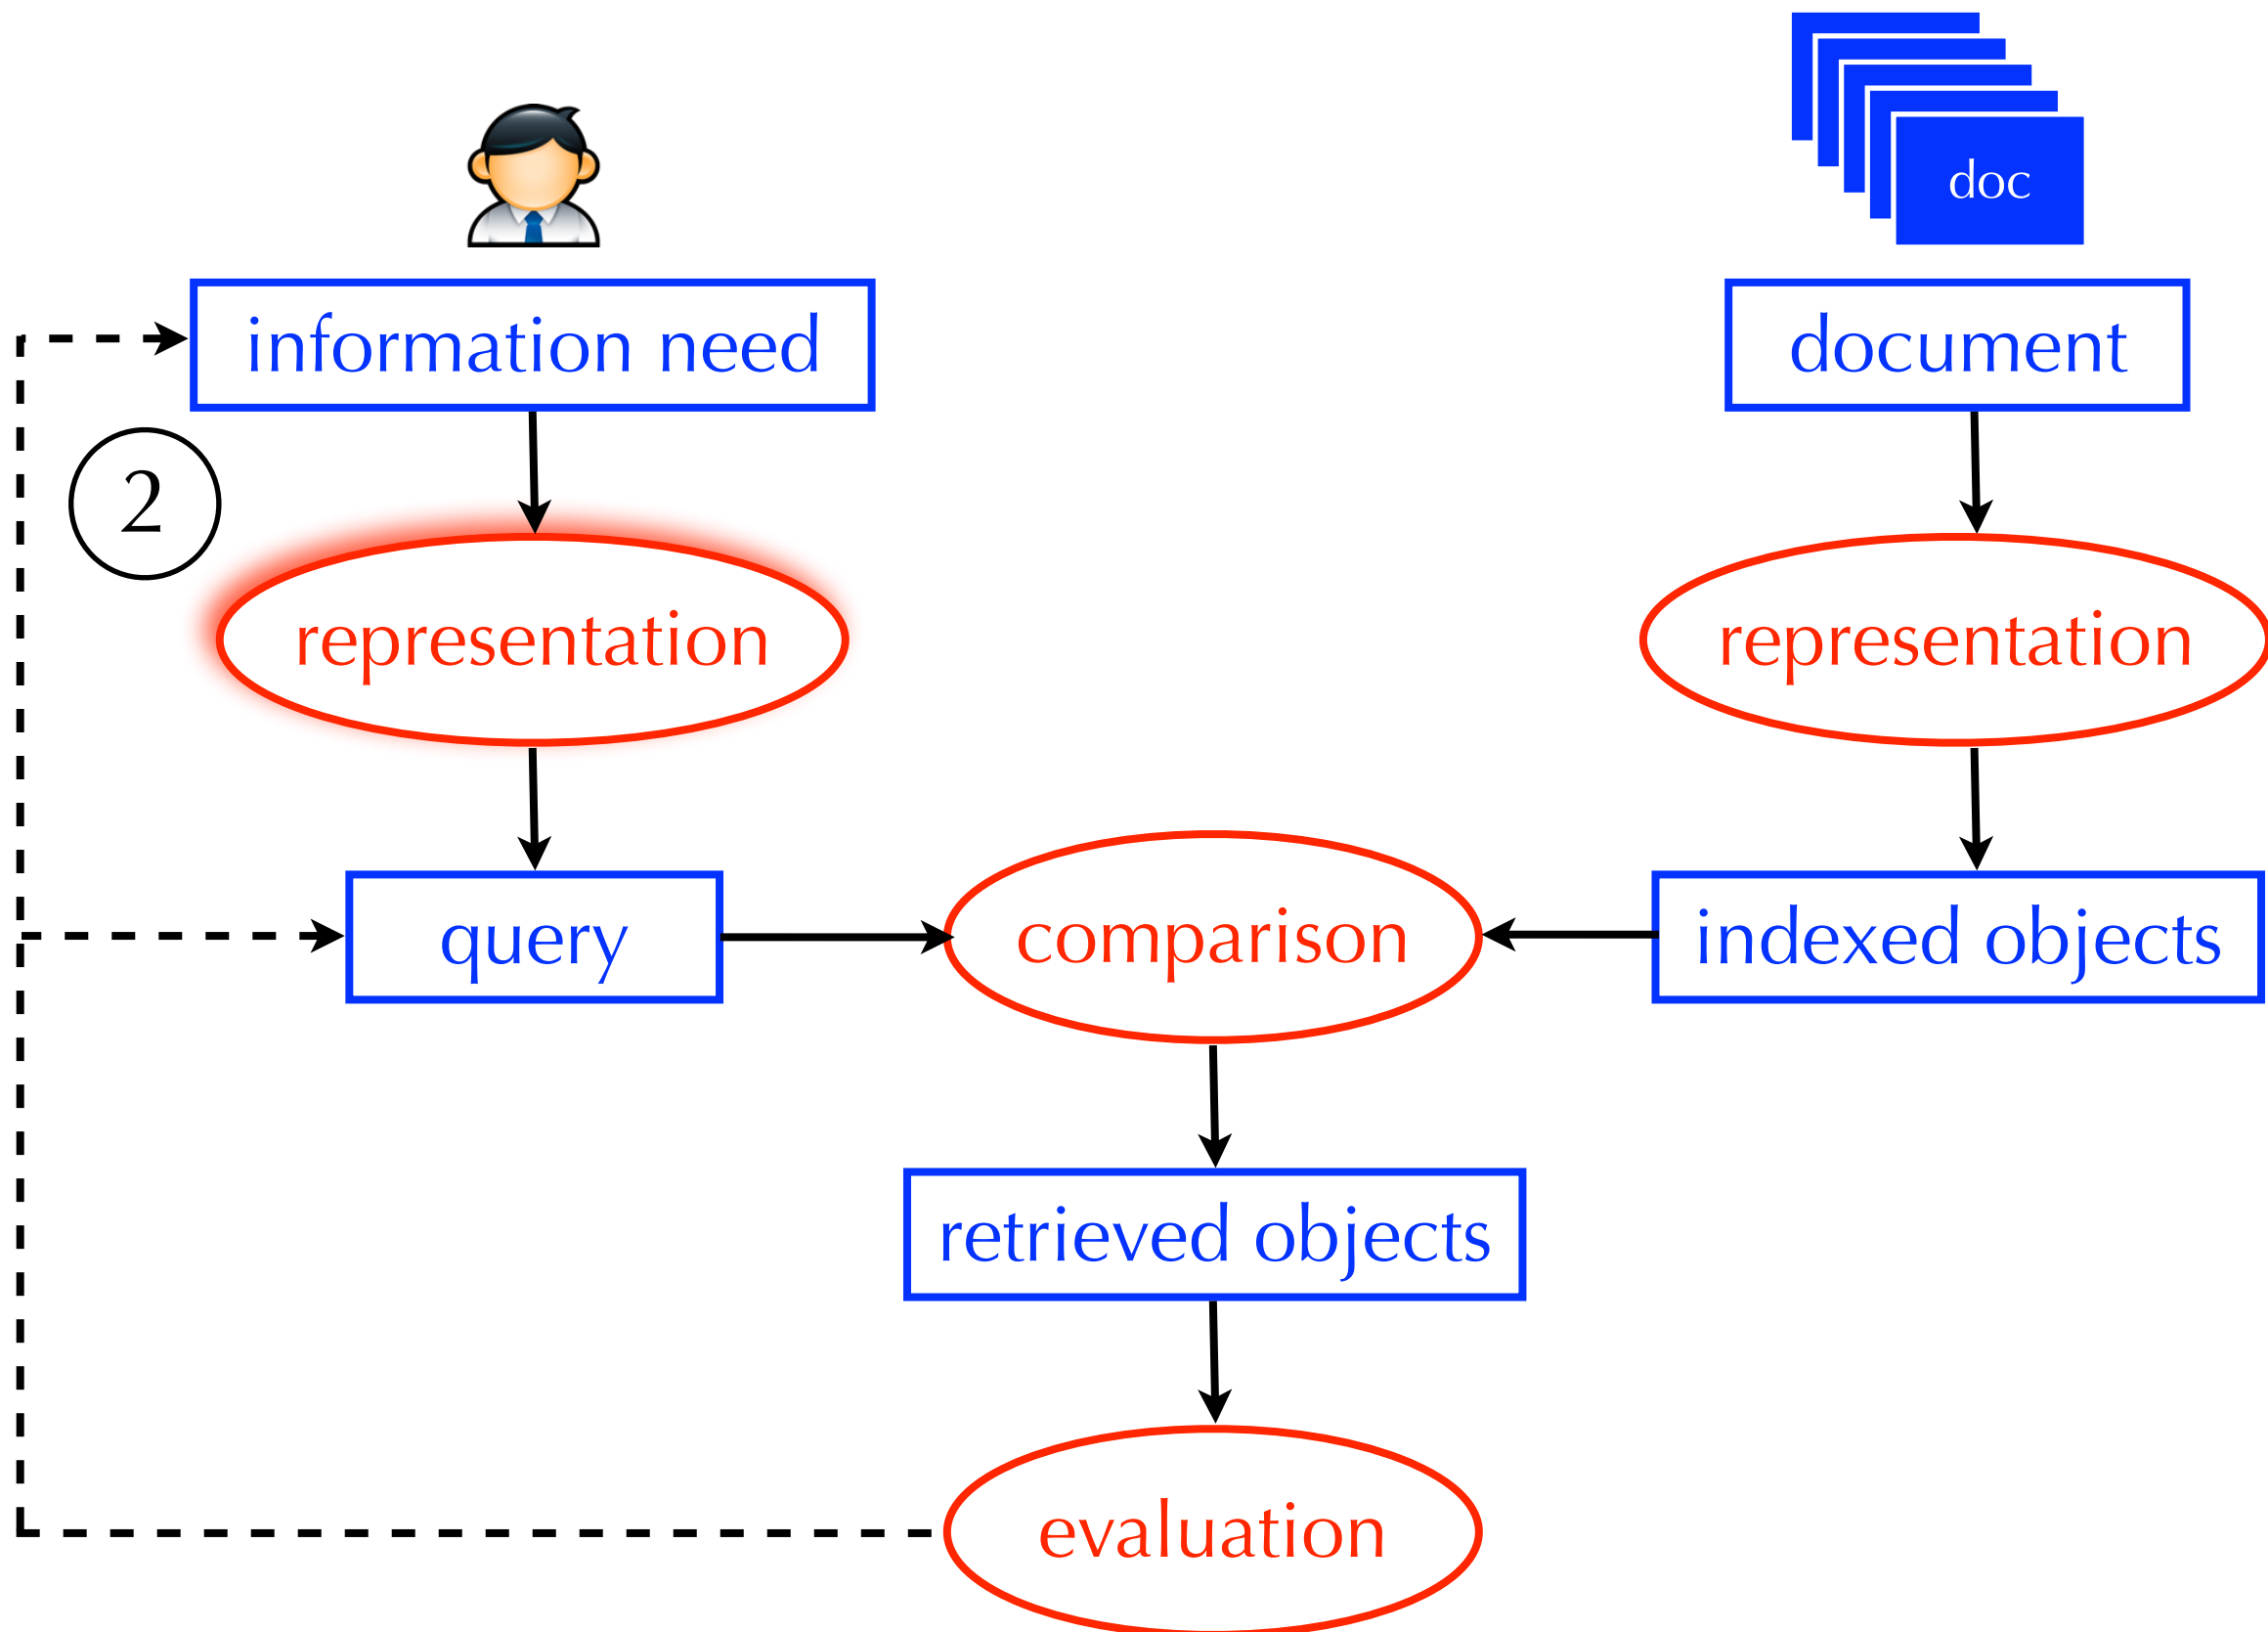 doc
information need
document
2
representation
representation
query
comparison
indexed objects
retrieved objects
evaluation